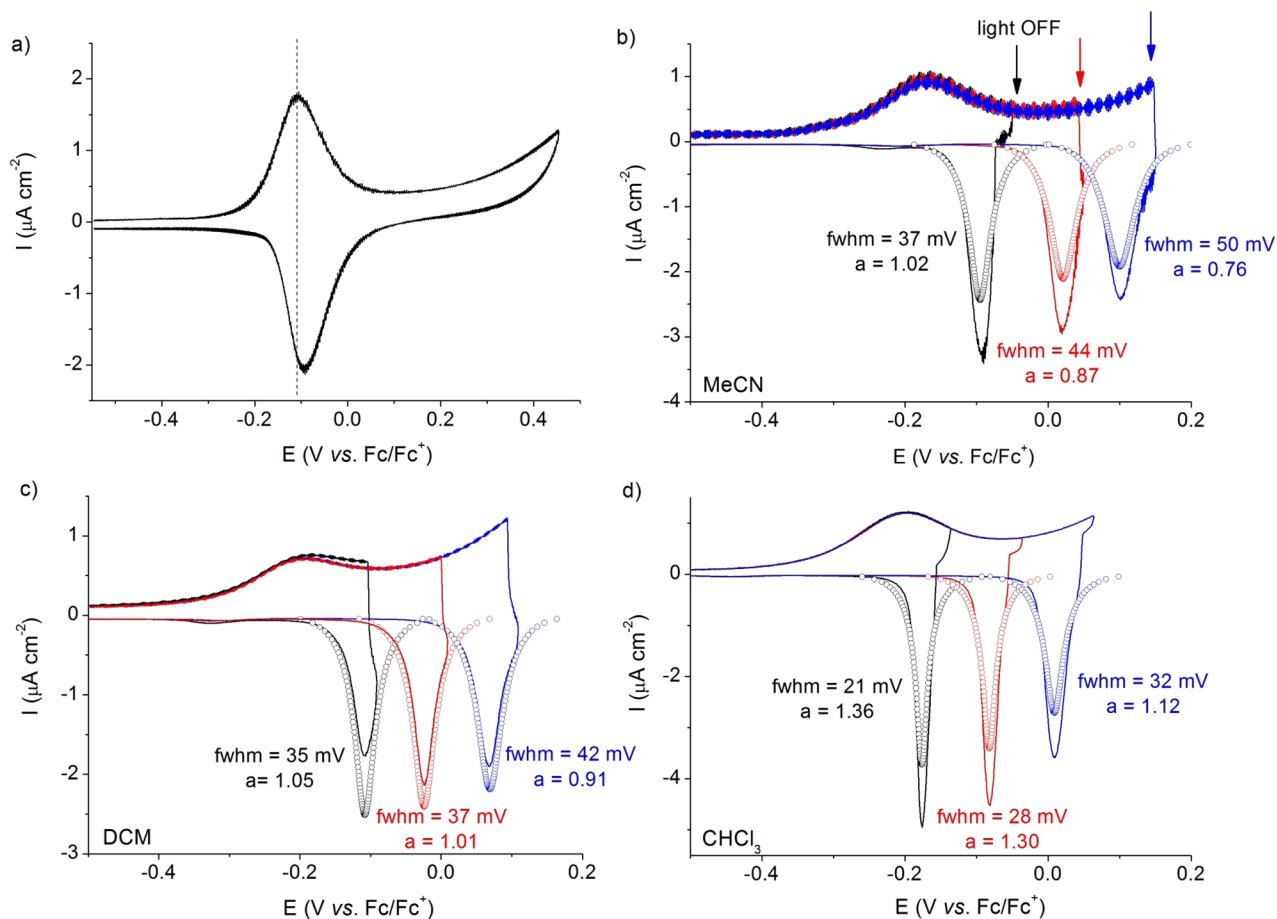 a)
I (μA cm⁻²)
2
1
0
-1
-2
-0.4 -0.2 0.0 0.2 0.4
E (V vs. Fc/Fc⁺)
b)
light OFF
I (μA cm⁻²)
2
1
0
-1
-2
-3
-4
fwhm = 37 mV
a = 1.02
fwhm = 50 mV
a = 0.76
fwhm = 44 mV
a = 0.87
MeCN
-0.4 -0.2 0.0 0.2
E (V vs. Fc/Fc⁺)
c)
I (μA cm⁻²)
1
0
-1
-2
-3
fwhm = 35 mV
a= 1.05
fwhm = 42 mV
a = 0.91
fwhm = 37 mV
a = 1.01
DCM
-0.4 -0.2 0.0 0.2
E (V vs. Fc/Fc⁺)
d)
I (μA cm⁻²)
0
-2
-4
fwhm = 21 mV
a = 1.36
fwhm = 32 mV
a = 1.12
fwhm = 28 mV
a = 1.30
CHCl₃
-0.4 -0.2 0.0 0.2
E (V vs. Fc/Fc⁺)